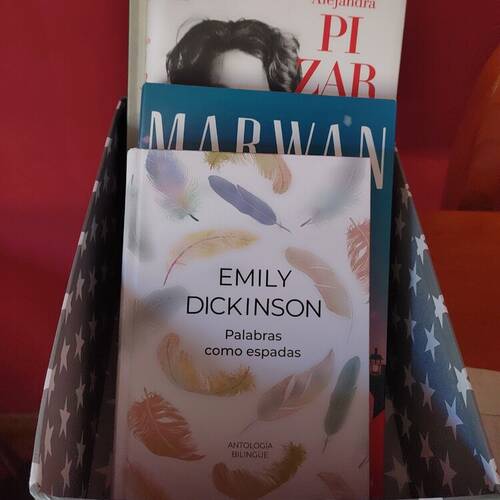 Alejandra
PI
ZAR
MARWAN
EMILY
DICKINSON
Palabras
como espadas
ANTOLOGÍA
BILINGÜE